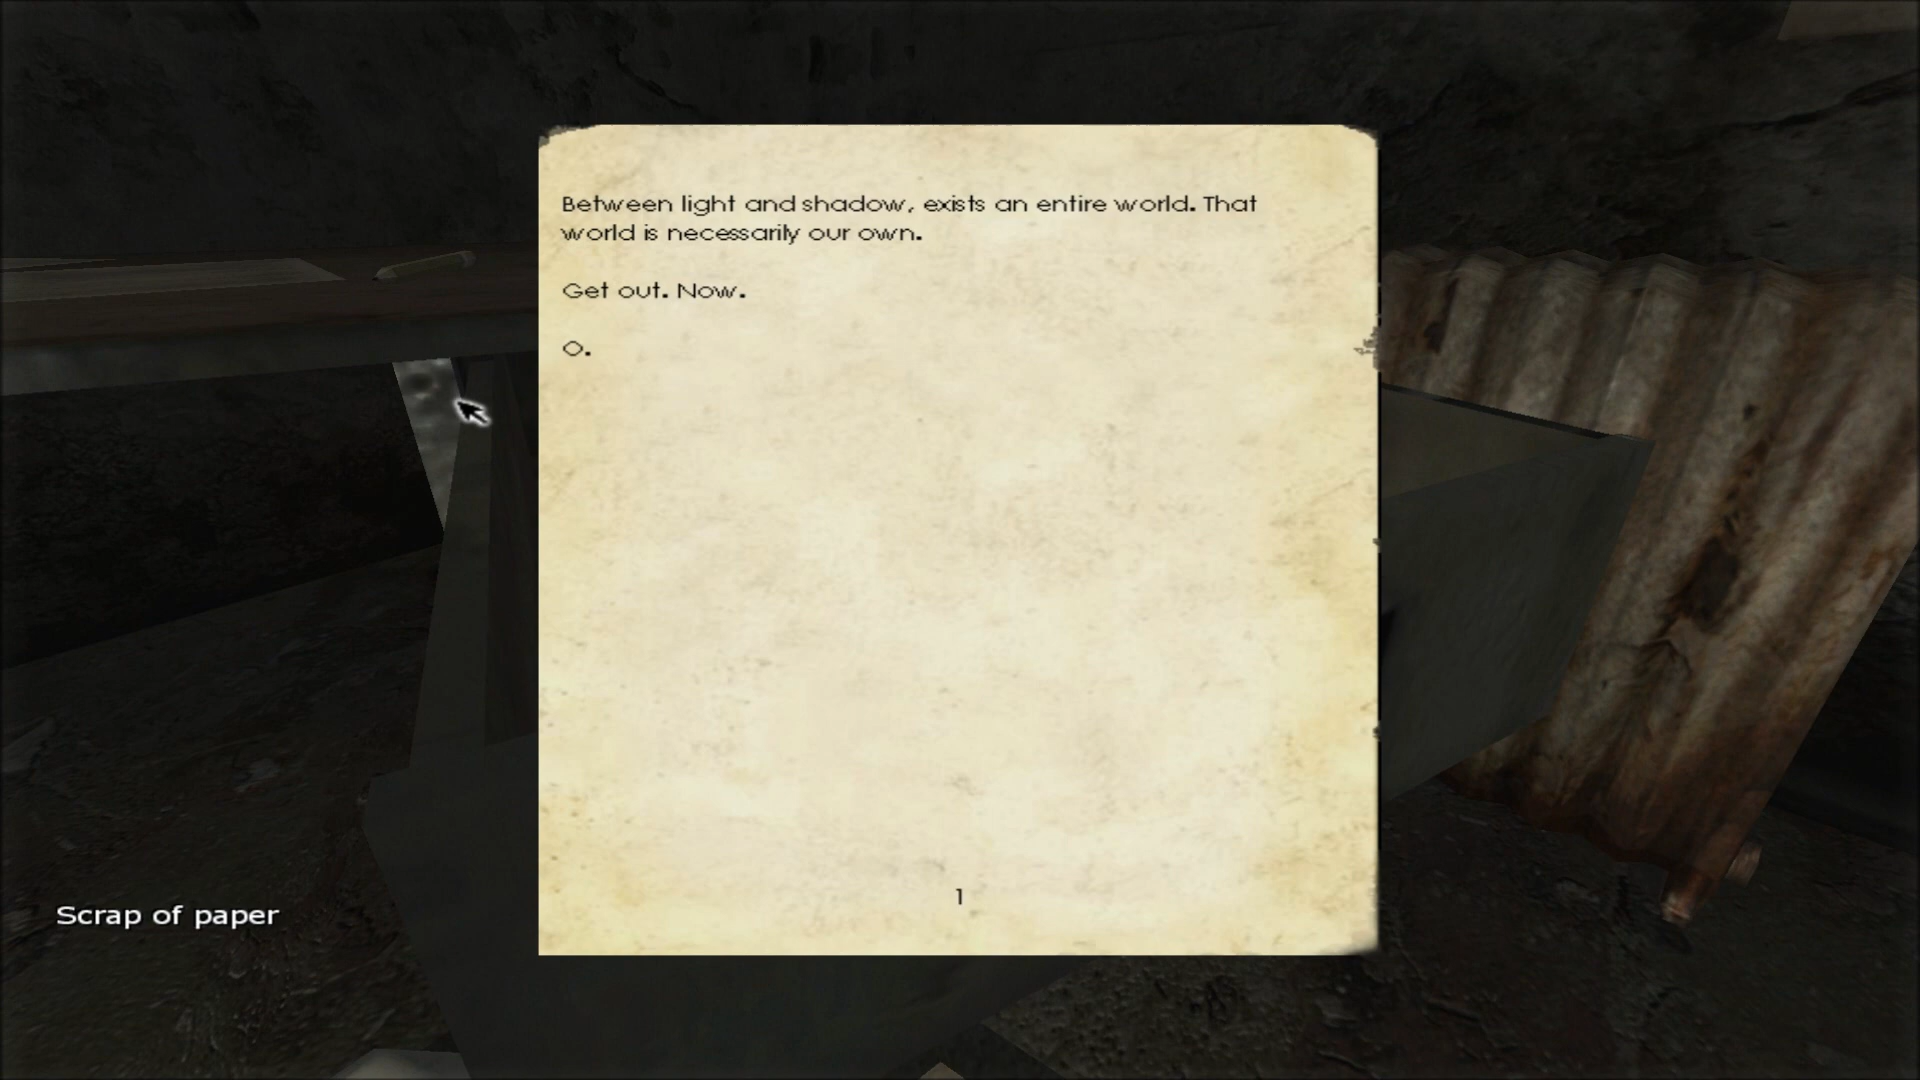 Between light and shadow, exists an entire world. That
world is necessarily our own.
Get out. Now.
O.
1
Scrap of paper